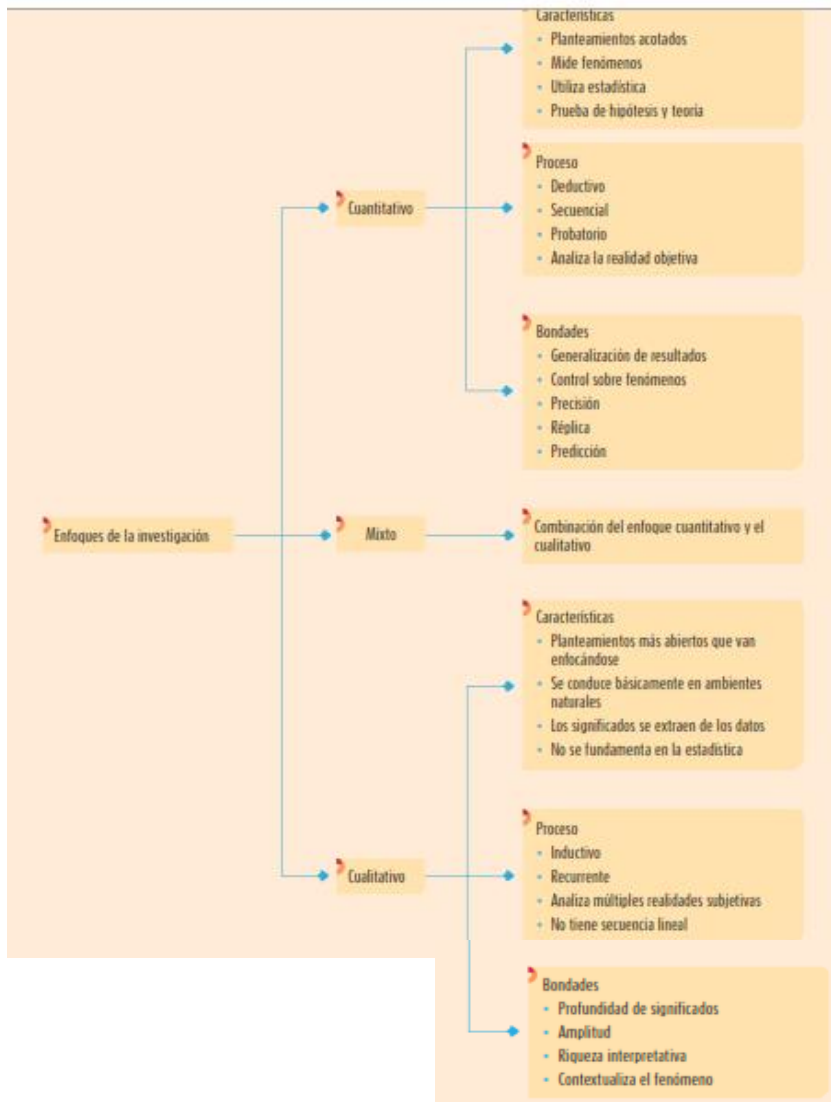 Características
• Planteamientos acotados
• Mide fenómenos
• Utiliza estadística
• Prueba de hipótesis y teoría
Proceso
• Deductivo
• Secuencial
• Probatorio
• Analiza la realidad objetiva
Cuantitativo
Bondades
• Generalización de resultados
• Control sobre fenómenos
• Precisión
• Réplica
• Predicción
Enfoques de la investigación
Mixto
Combinación del enfoque cuantitativo y el
cualitativo
Características
• Planteamientos más abiertos que van
enfocándose
• Se conduce básicamente en ambientes
naturales
• Los significados se extraen de los datos
• No se fundamenta en la estadística
Cualitativo
Proceso
• Inductivo
• Recurrente
• Analiza múltiples realidades subjetivas
• No tiene secuencia lineal
Bondades
• Profundidad de significados
• Amplitud
• Riqueza interpretativa
• Contextualiza el fenómeno